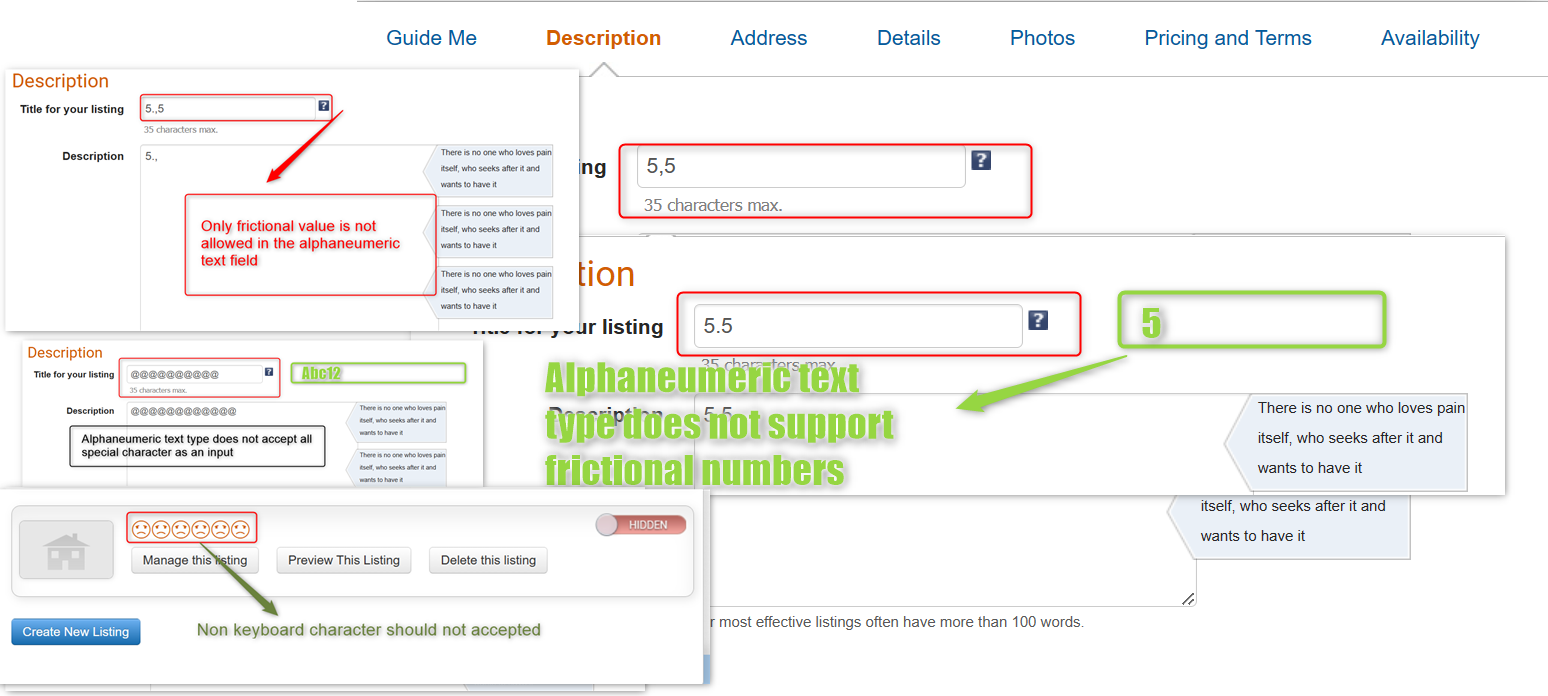 Guide Me
Description
Address
Details
Photos
Pricing and Terms
Availability
Description
Title for your listing
5.,5
?
35 characters max.
Description
5.,
There is no one who loves pain
itself, who seeks after it and
wants to have it
There is no one who loves pain
itself, who seeks after it and
wants to have it
There is no one who loves pain
itself, who seeks after it and
wants to have it
Only frictional value is not
allowed in the alphaneumeric
text field
ing
5,5
?
35 characters max.
tion
Title for your listing
5.5
?
35 characters max.
5
Alphaneumeric text
type does not support
frictional numbers
Description
5.5
There is no one who loves pain
itself, who seeks after it and
wants to have it
itself, who seeks after it and
wants to have it
Description
Title for your listing
@@@@@@@@@@
?
Abc12
35 characters max.
Description
@@@@@@@@@@@@
There is no one who loves pain
itself, who seeks after it and
wants to have it
There is no one who loves pain
itself, who seeks after it and
wants to have it
Alphaneumeric text type does not accept all
special character as an input
HIDDEN
Manage this listing
Preview This Listing
Delete this listing
Create New Listing
Non keyboard character should not accepted
r most effective listings often have more than 100 words.